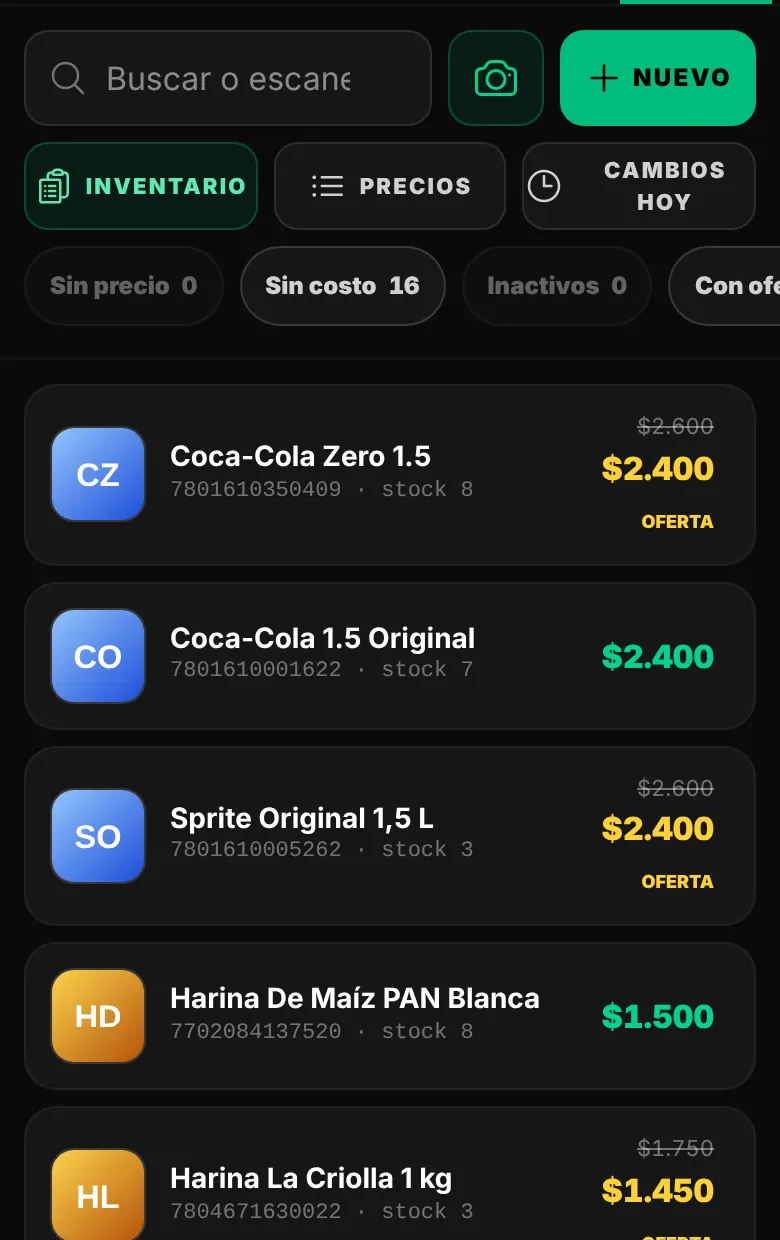 Buscar o escane
NUEVO
INVENTARIO
PRECIOS
CAMBIOS
HOY
Sin precio 0
Sin costo 16
Inactivos 0
Con ofe
$2.600
CZ
Coca-Cola Zero 1.5
$2.400
7801610350409 · stock 8
OFERTA
CO
Coca-Cola 1.5 Original
7801610001622 · stock 7
$2.400
$2.600
SO
Sprite Original 1,5 L
$2.400
7801610005262 · stock 3
OFERTA
HD
Harina De Maíz PAN Blanca
7702084137520 · stock 8
$1.500
$1.750
HL
Harina La Criolla 1 kg
$1.450
7804671630022 · stock 3
OFERTA